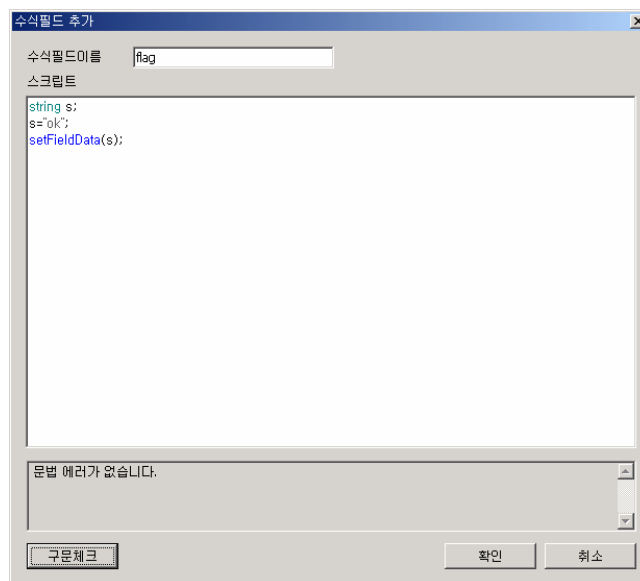 수식필드 추가
수식필드이름 flag
스크립트
string s;
s="ok";
setFieldData(s);
문법 에러가 없습니다.
구문체크 확인 취소